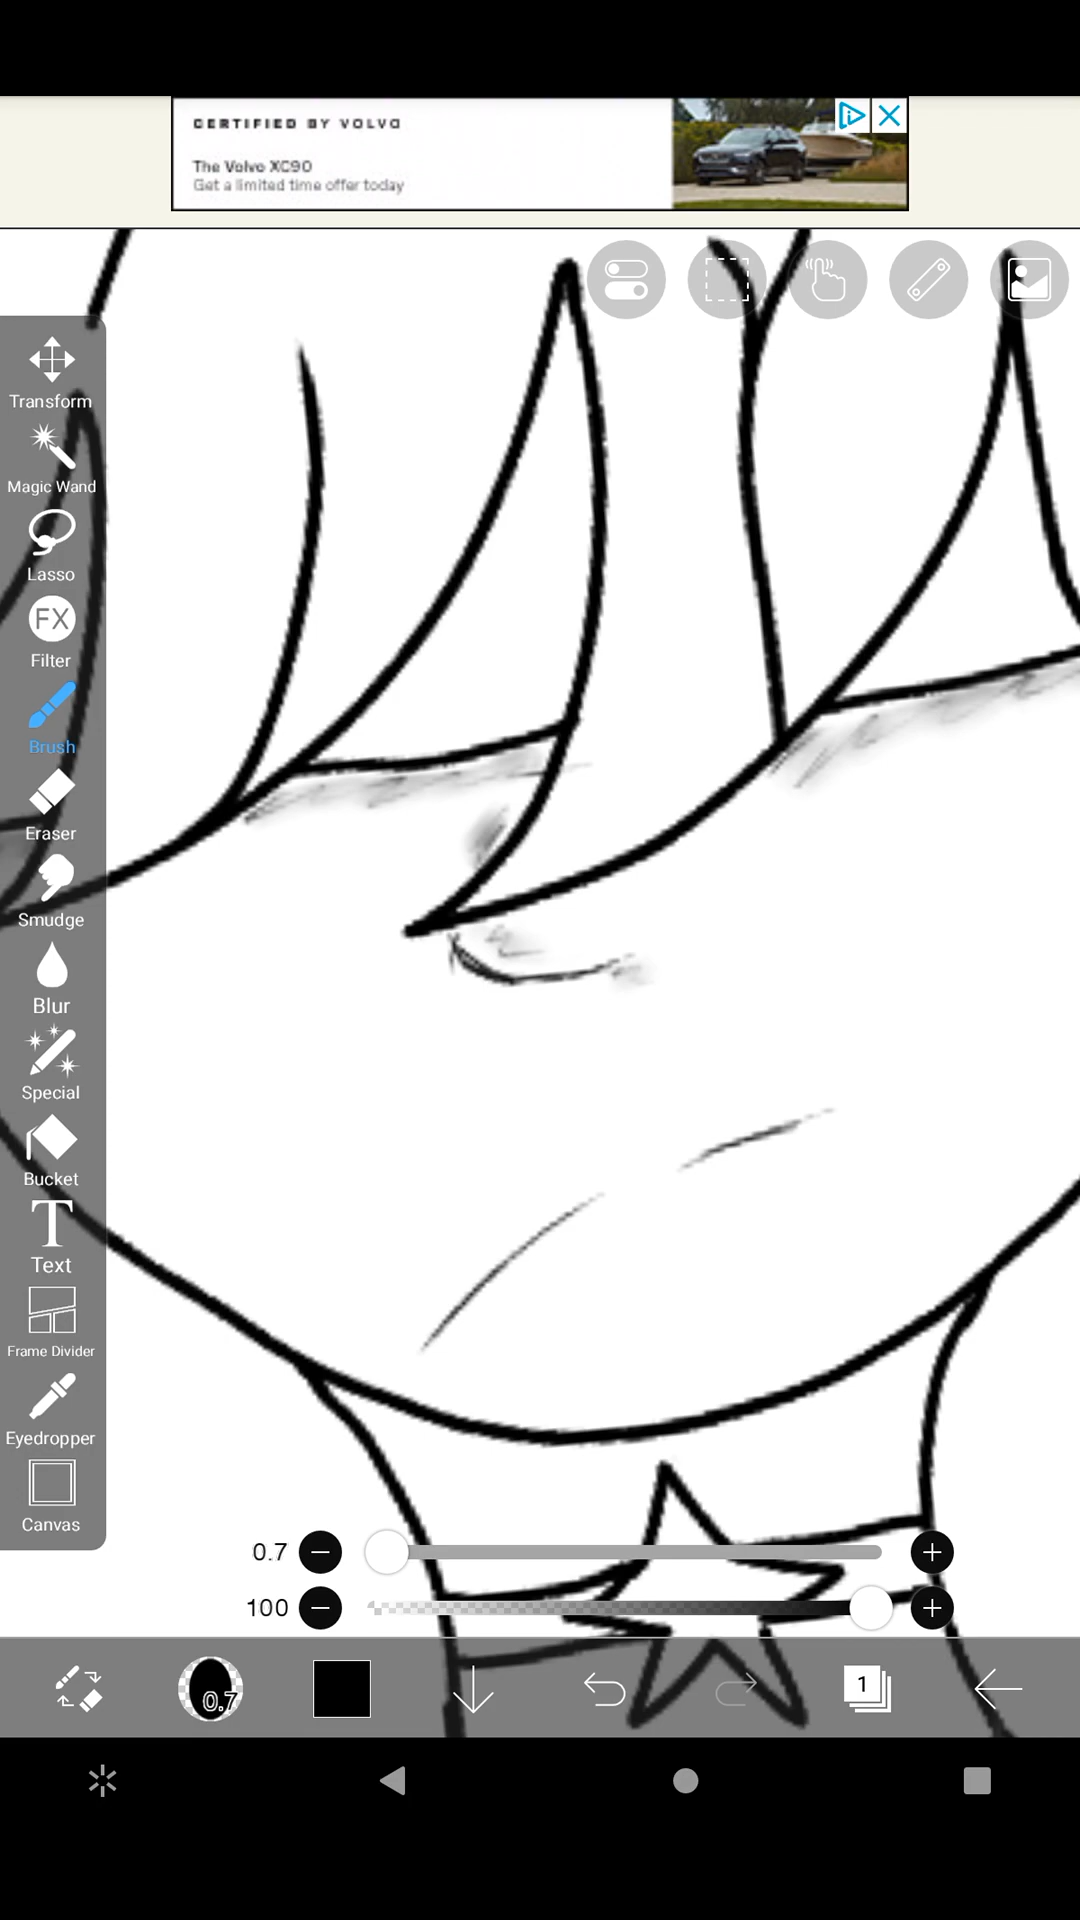 CERTIFIED BY VOLVO
The Volvo XC90
Get a limited time offer today
Transform
Magic Wand
Lasso
FX
Filter
Brush
Eraser
Smudge
Blur
Special
Bucket
T
Text
Frame Divider
Eyedropper
Canvas
0.7
100
0.7
1